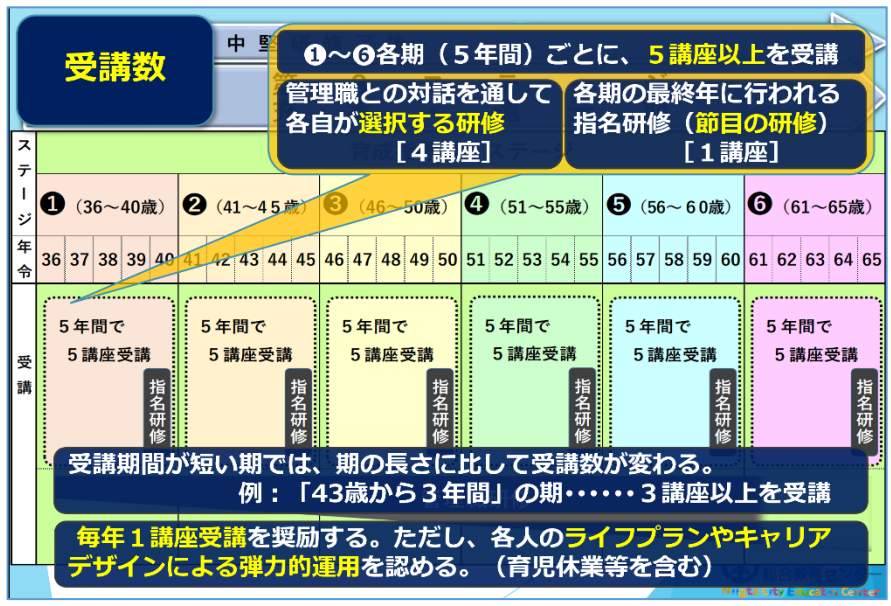 受講数
中堅
❶～❻各期（５年間）ごとに、５講座以上を受講
管理職との対話を通して
各自が選択する研修
［４講座］
各期の最終年に行われる
指名研修（節目の研修）
［１講座］
ステージ
❶（36～40歳）
❷（41～4５歳）
❸（46～50歳）
❹（51～55歳）
❺（56～６0歳）
❻（61～65歳）
年令
36 37 38 39 40 41 42 43 44 45 46 47 48 49 50 51 52 53 54 55 56 57 58 59 60 61 62 63 64 65
受講
５年間で
５講座受講
指名研修
５年間で
５講座受講
指名研修
５年間で
５講座受講
指名研修
５年間で
５講座受講
指名研修
５年間で
５講座受講
指名研修
５年間で
５講座受講
指名研修
受講期間が短い期では、期の長さに比して受講数が変わる。
例：「43歳から３年間」の期‥‥‥３講座以上を受講
毎年１講座受講を奨励する。ただし、各人のライフプランやキャリア
デザインによる弾力的運用を認める。（育児休業等を含む）
総合教育センター
Niigata City Education Center